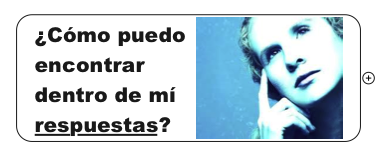 ¿Cómo puedo
encontrar
dentro de mí
respuestas?